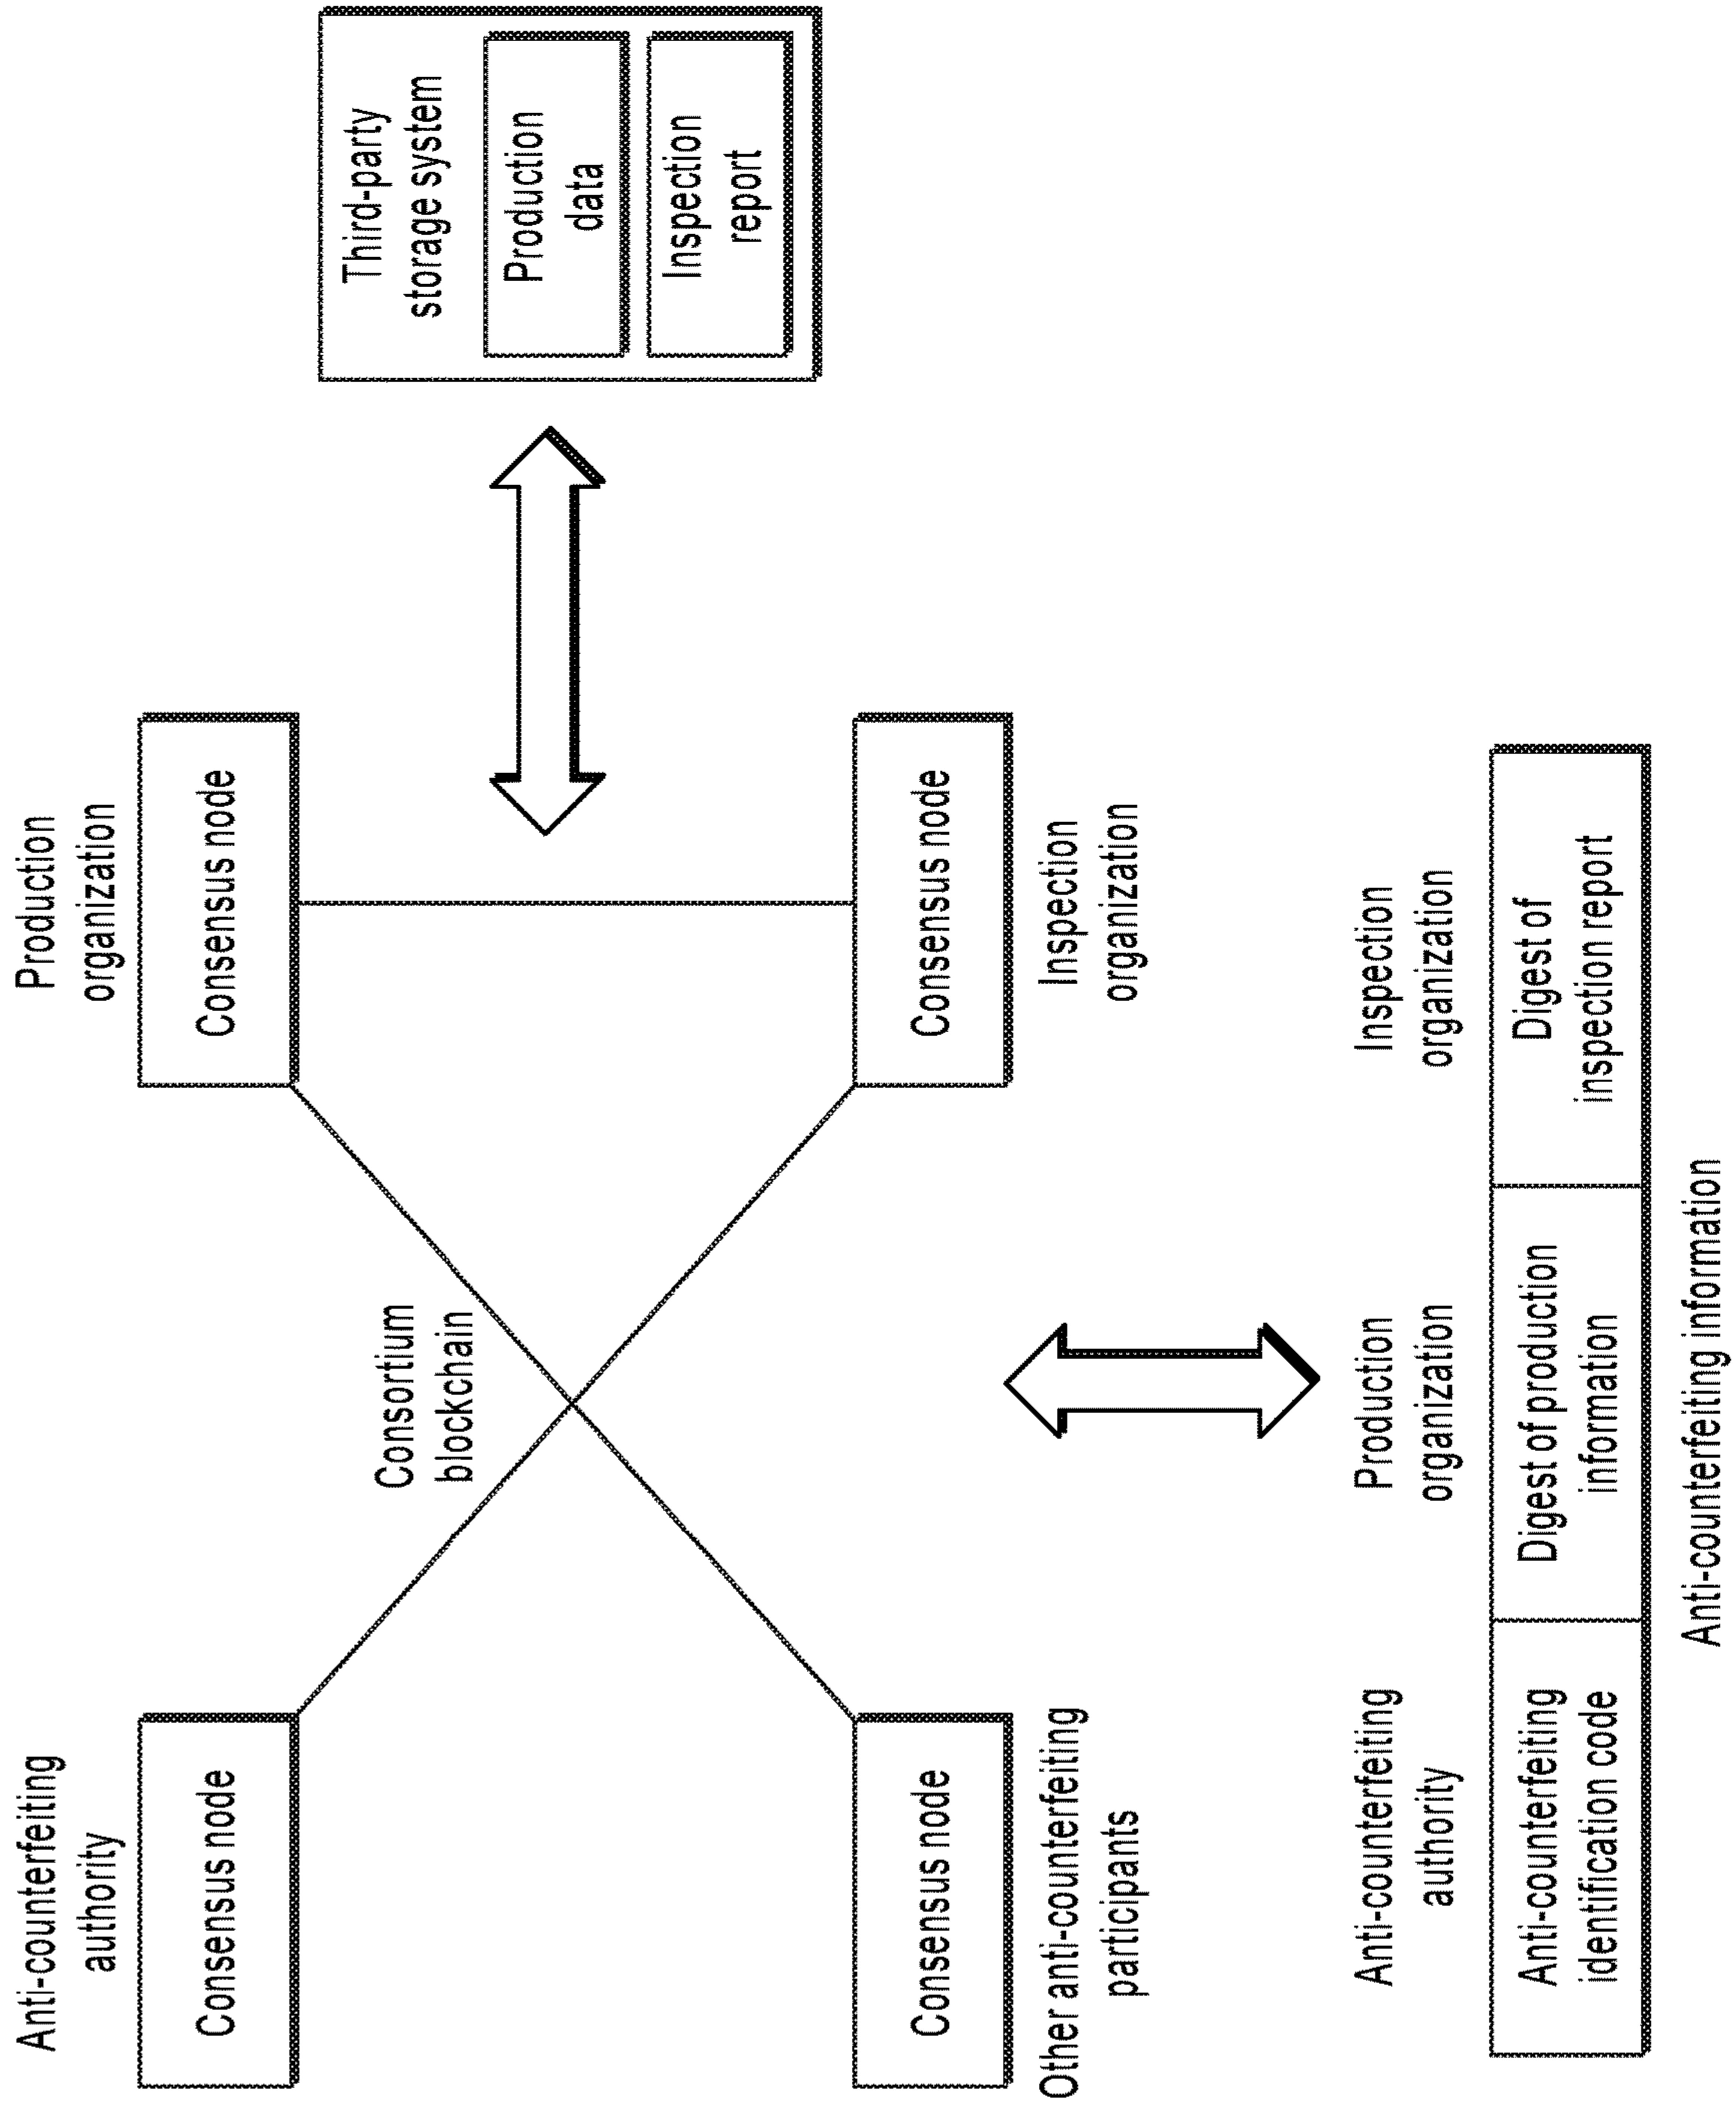 Anti-counterfeiting
authority
Consensus node
Production
organization
Consensus node
Consortium
blockchain
Third-party
storage system
Production
data
Inspection
report
Consensus node
Other anti-counterfeiting
participants
Consensus node
Inspection
organization
Anti-counterfeiting
authority
Production
organization
Inspection
organization
Anti-counterfeiting
identification code
Digest of production
information
Digest of
inspection report
Anti-counterfeiting information